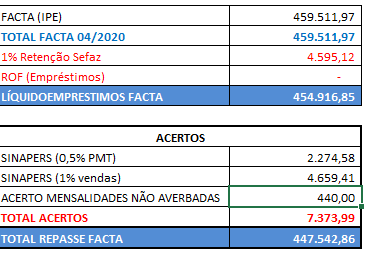 FACTA (IPE) 459.511,97
TOTAL FACTA 04/2020 459.511,97
1% Retenção Sefaz 4.595,12
ROF (Empréstimos) -
LÍQUIDOEMPRESTIMOS FACTA 454.916,85
ACERTOS
SINAPERS (0,5% PMT) 2.274,58
SINAPERS (1% vendas) 4.659,41
ACERTO MENSALIDADES NÃO AVERBADAS 440,00
TOTAL ACERTOS 7.373,99
TOTAL REPASSE FACTA 447.542,86